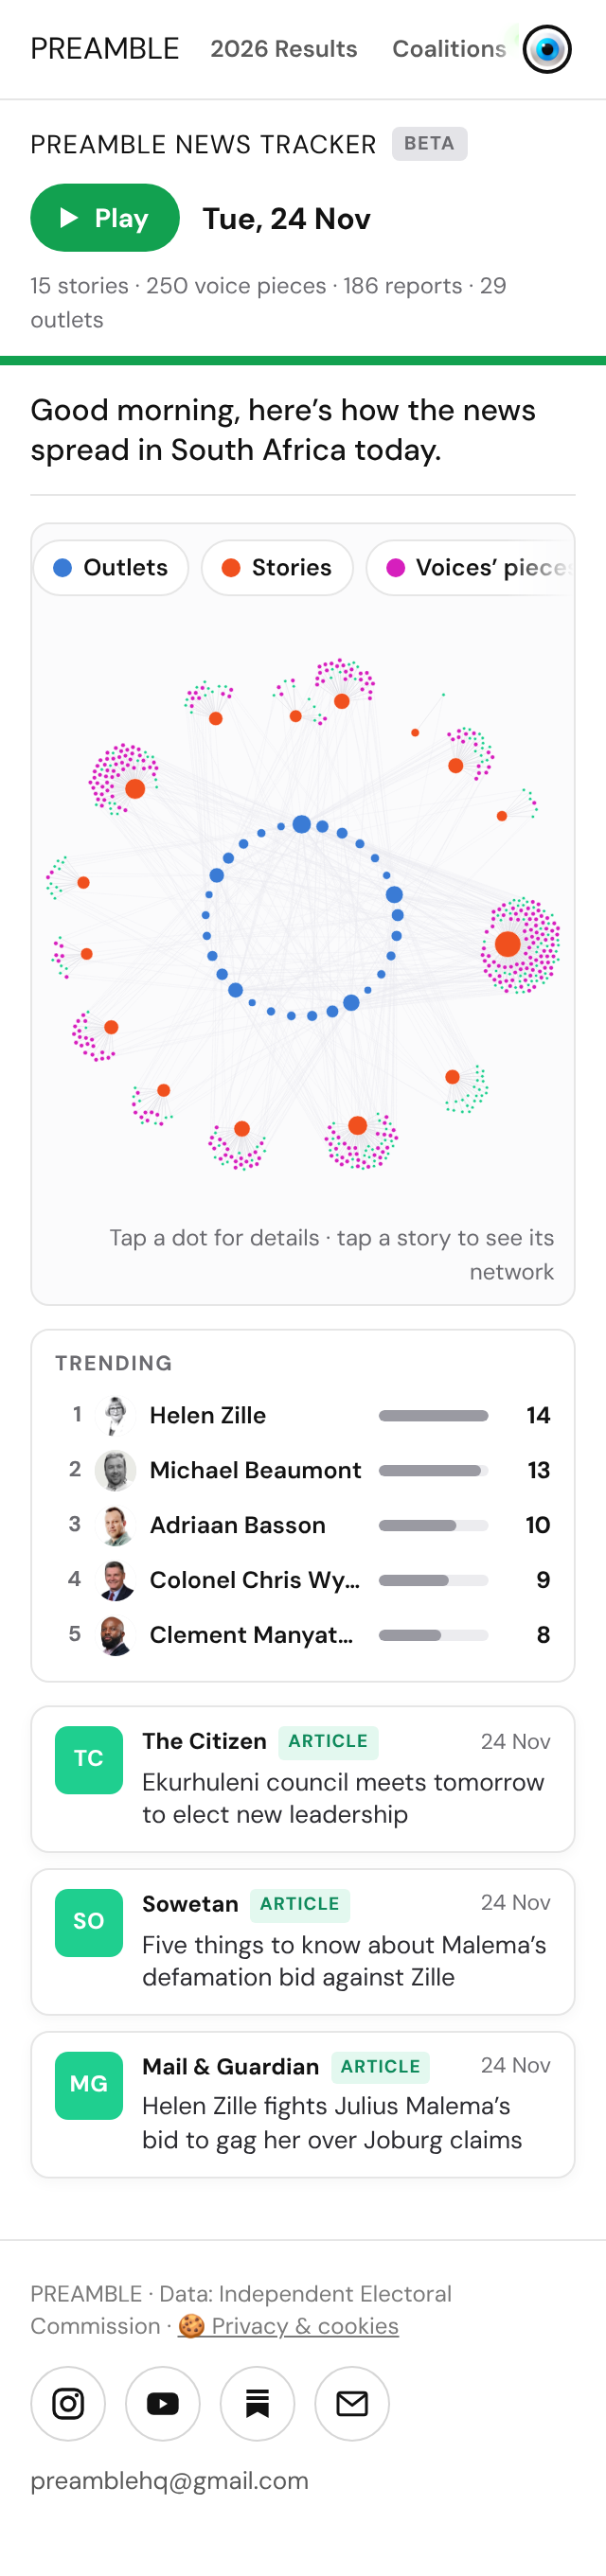 PREAMBLE 2026 Results Coalitions
PREAMBLE NEWS TRACKER BETA
Play Tue, 24 Nov
15 stories · 250 voice pieces · 186 reports · 29
outlets
Good morning, here’s how the news
spread in South Africa today.
Outlets Stories Voices’ pieces
Tap a dot for details · tap a story to see its
network
TRENDING
1 Helen Zille 14
2 Michael Beaumont 13
3 Adriaan Basson 10
4 Colonel Chris Wy... 9
5 Clement Manyat... 8
TC The Citizen ARTICLE 24 Nov
Ekurhuleni council meets tomorrow
to elect new leadership
SO Sowetan ARTICLE 24 Nov
Five things to know about Malema’s
defamation bid against Zille
MG Mail & Guardian ARTICLE 24 Nov
Helen Zille fights Julius Malema’s
bid to gag her over Joburg claims
PREAMBLE · Data: Independent Electoral
Commission · 🍪 Privacy & cookies
preamblehq@gmail.com